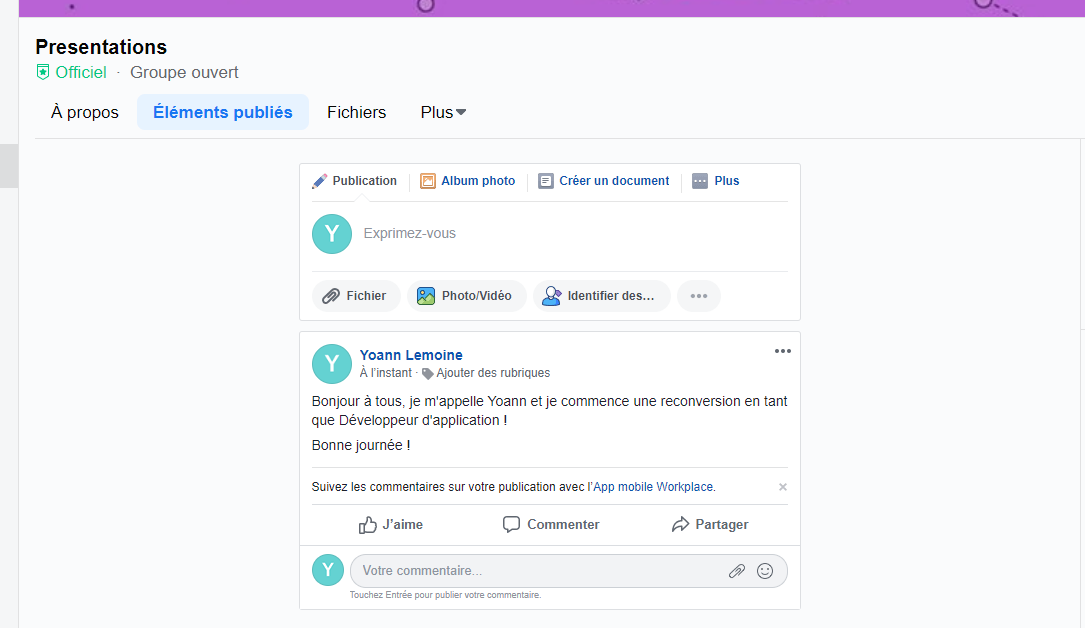 Presentations
Officiel · Groupe ouvert
À propos
Éléments publiés
Fichiers
Plus
Publication
Album photo
Créer un document
Plus
Y
Exprimez-vous
Fichier
Photo/Vidéo
Identifier des...
Y
Yoann Lemoine
À l'instant · Ajouter des rubriques
Bonjour à tous, je m'appelle Yoann et je commence une reconversion en tant
que Développeur d'application !
Bonne journée !
Suivez les commentaires sur votre publication avec l'App mobile Workplace.
J'aime
Commenter
Partager
Y
Votre commentaire...
Touchez Entrée pour publier votre commentaire.